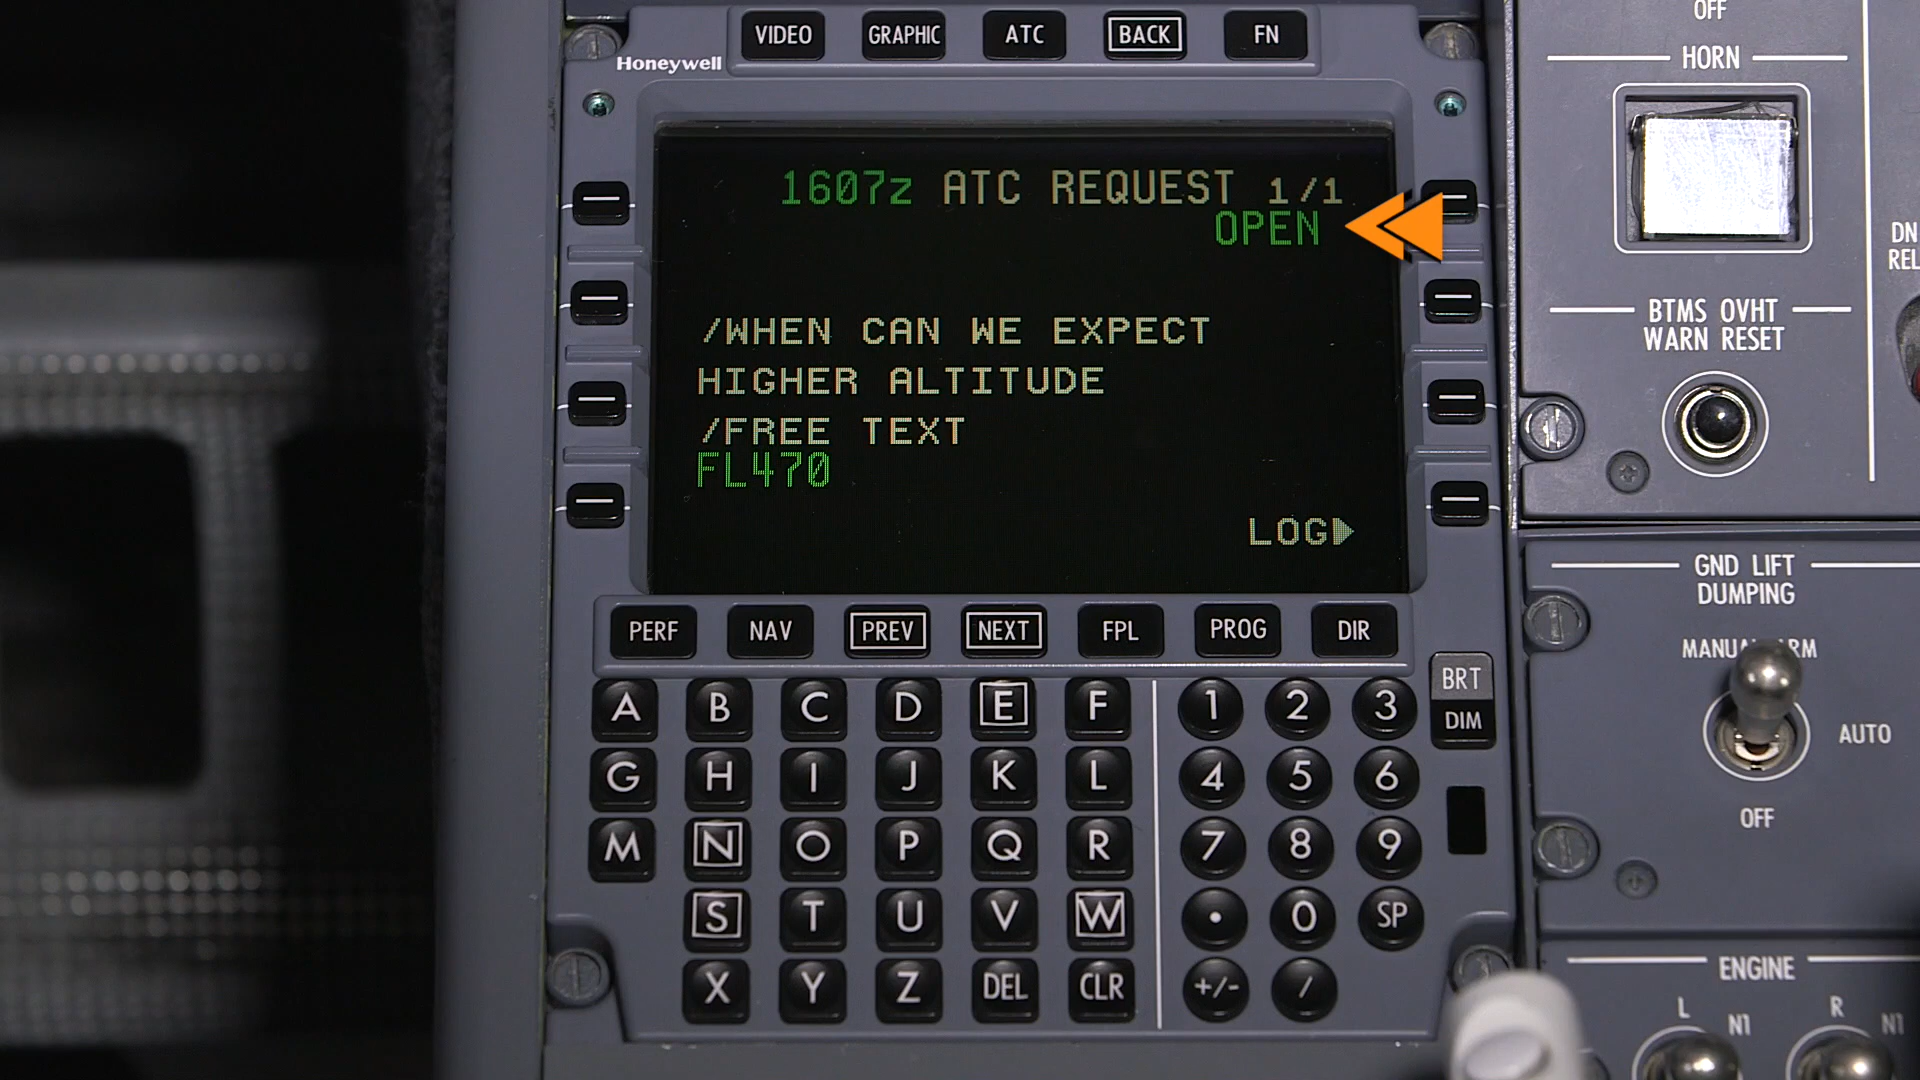 VIDEO GRAPHIC ATC BACK FN
Honeywell
1607z ATC REQUEST 1/1
OPEN
/WHEN CAN WE EXPECT
HIGHER ALTITUDE
/FREE TEXT
FL470
LOG
PERF NAV PREV NEXT FPL PROG DIR
BRT
DIM
A B C D E F 1 2 3
G H I J K L 4 5 6
M N O P Q R 7 8 9
S T U V W • 0 SP
X Y Z DEL CLR +/- /
OFF
HORN
DN
REL
BTMS OVHT
WARN RESET
GND LIFT
DUMPING
AUTO
OFF
ENGINE
L R
N1 N1